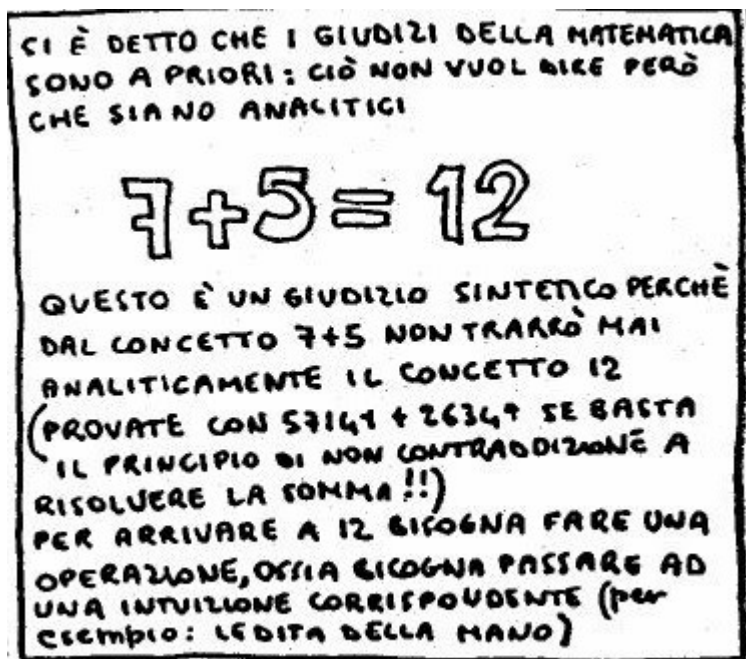 SI È DETTO CHE I GIUDIZI DELLA MATEMATICA
SONO A PRIORI: CIÒ NON VUOL DIRE PERÒ
CHE SIANO ANALITICI
7+5=12
QUESTO È UN GIUDIZIO SINTETICO PERCHÈ
DAL CONCETTO 7+5 NON TRARRÒ MAI
ANALITICAMENTE IL CONCETTO 12
(PROVATE CON 57149 + 26349 SE BASTA
IL PRINCIPIO DI NON CONTRADDIZIONE A
RISOLVERE LA SOMMA!!)
PER ARRIVARE A 12 BISOGNA FARE UNA
OPERAZIONE, OSSIA BISOGNA PASSARE AD
UNA INTUIZIONE CORRISPONDENTE (per
esempio: LE DITA DELLA MANO)